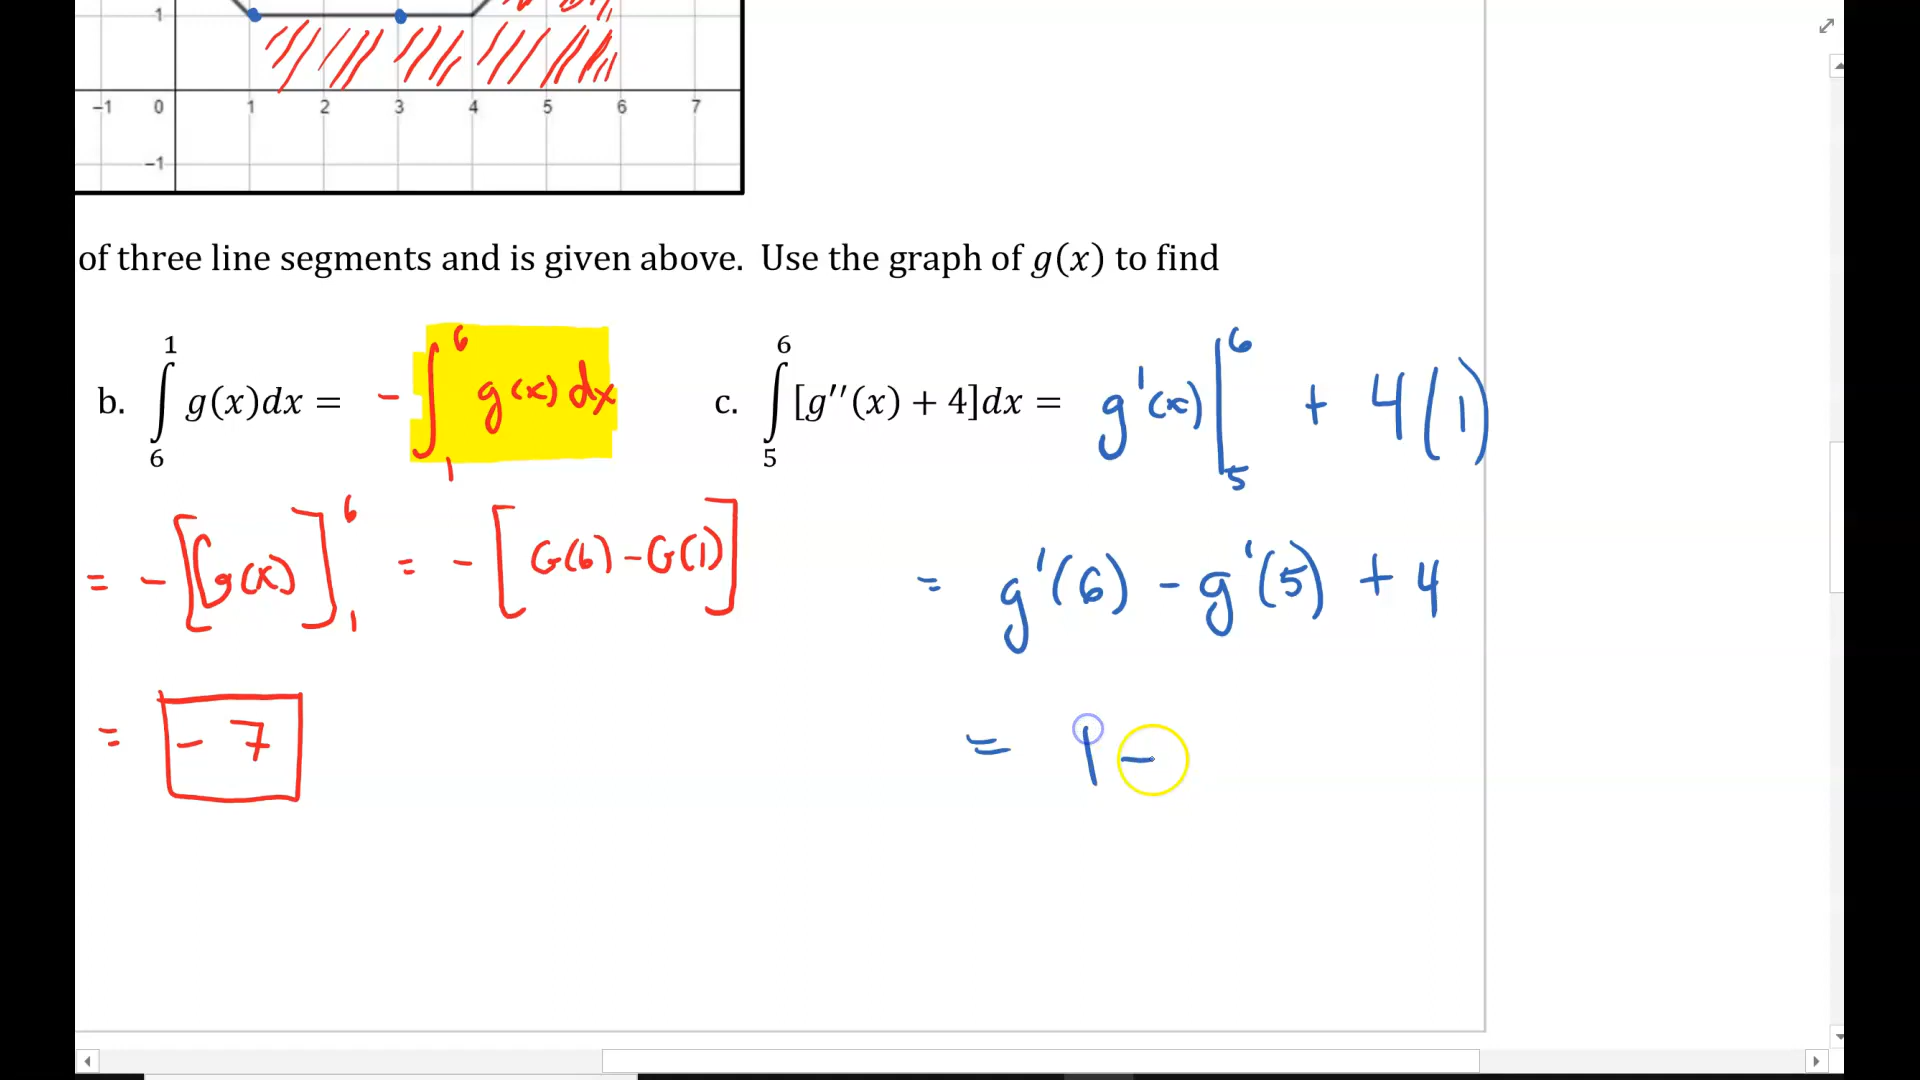 1
-1 0 1 2 3 4 5 6 7
-1
of three line segments and is given above. Use the graph of g(x) to find
b. ∫₆¹ g(x)dx = - ∫₁⁶ g(x) dx
c. ∫₅⁶ [g''(x) + 4]dx = g'(x) |₅⁶ + 4(1)
= -[G(x)]₁⁶ = -[G(6) - G(1)]
= g'(6) - g'(5) + 4
= - 7
= 1 -